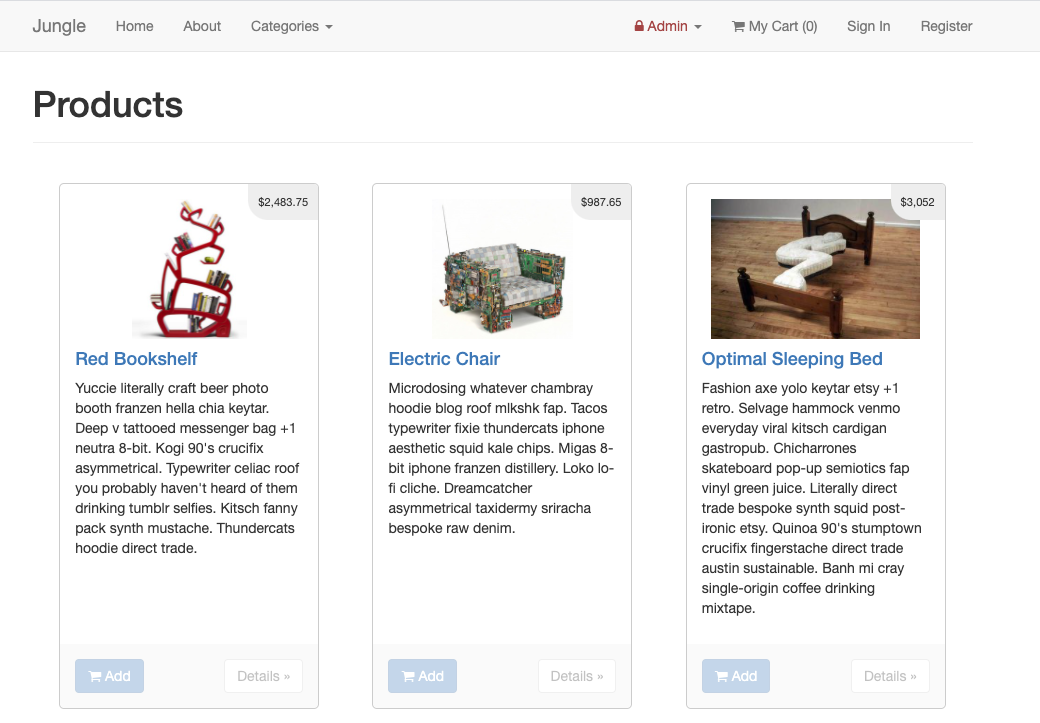 Jungle Home About Categories Admin My Cart (0) Sign In Register
Products
$2,483.75
Red Bookshelf
Yuccie literally craft beer photo
booth franzen hella chia keytar.
Deep v tattooed messenger bag +1
neutra 8-bit. Kogi 90's crucifix
asymmetrical. Typewriter celiac roof
you probably haven't heard of them
drinking tumblr selfies. Kitsch fanny
pack synth mustache. Thundercats
hoodie direct trade.
Add Details »
$987.65
Electric Chair
Microdosing whatever chambray
hoodie blog roof mlkshk fap. Tacos
typewriter fixie thundercats iphone
aesthetic squid kale chips. Migas 8-
bit iphone franzen distillery. Loko lo-
fi cliche. Dreamcatcher
asymmetrical taxidermy sriracha
bespoke raw denim.
Add Details »
$3,052
Optimal Sleeping Bed
Fashion axe yolo keytar etsy +1
retro. Selvage hammock venmo
everyday viral kitsch cardigan
gastropub. Chicharrones
skateboard pop-up semiotics fap
vinyl green juice. Literally direct
trade bespoke synth squid post-
ironic etsy. Quinoa 90's stumptown
crucifix fingerstache direct trade
austin sustainable. Banh mi cray
single-origin coffee drinking
mixtape.
Add Details »